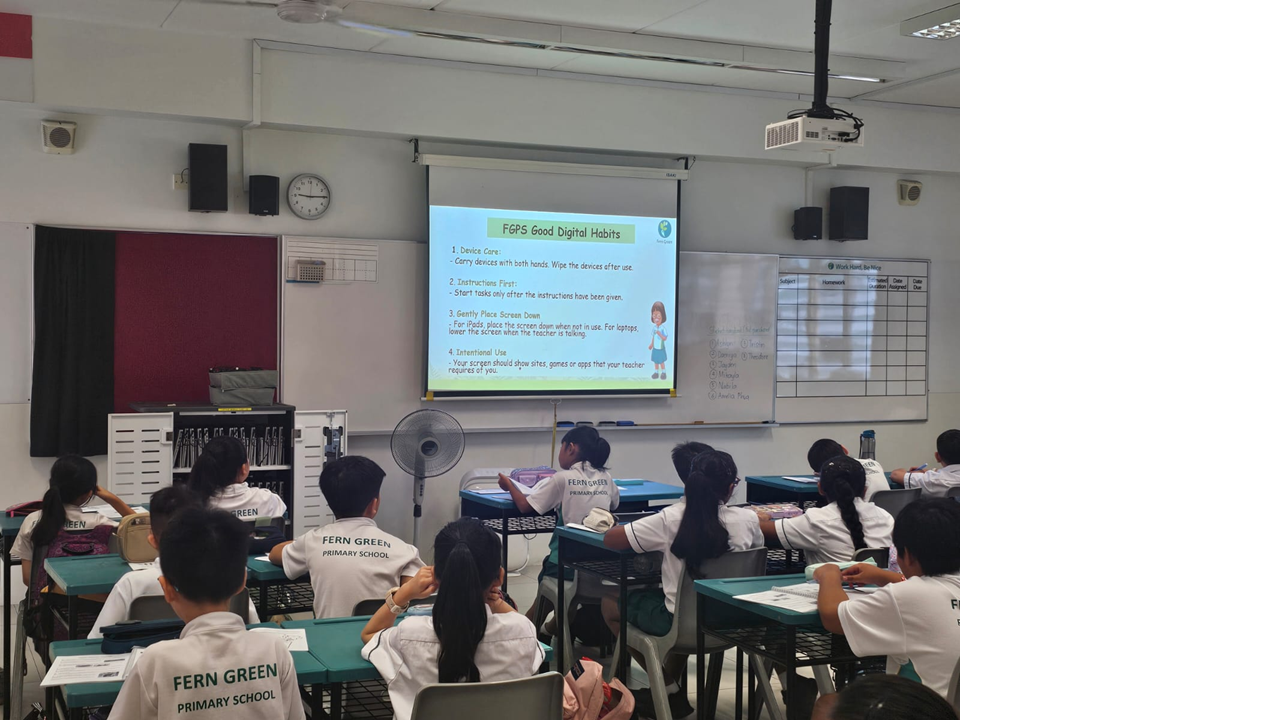 FGPS Good Digital Habits
1. Device Care:
- Carry devices with both hands. Wipe the devices after use.
2. Instructions First:
- Start tasks only after the instructions have been given.
3. Gently Place Screen Down
- For iPads, place the screen down when not in use. For laptops,
lower the screen when the teacher is talking.
4. Intentional Use
- Your screen should show sites, games or apps that your teacher
requires of you.
Work Hard, Be Nice
Subject Homework Estimated Duration Date Assigned Date Due
FERN GREEN
PRIMARY SCHOOL
FERN GREEN
PRIMARY SCHOOL
FERN GREEN
PRIMARY SCHOOL